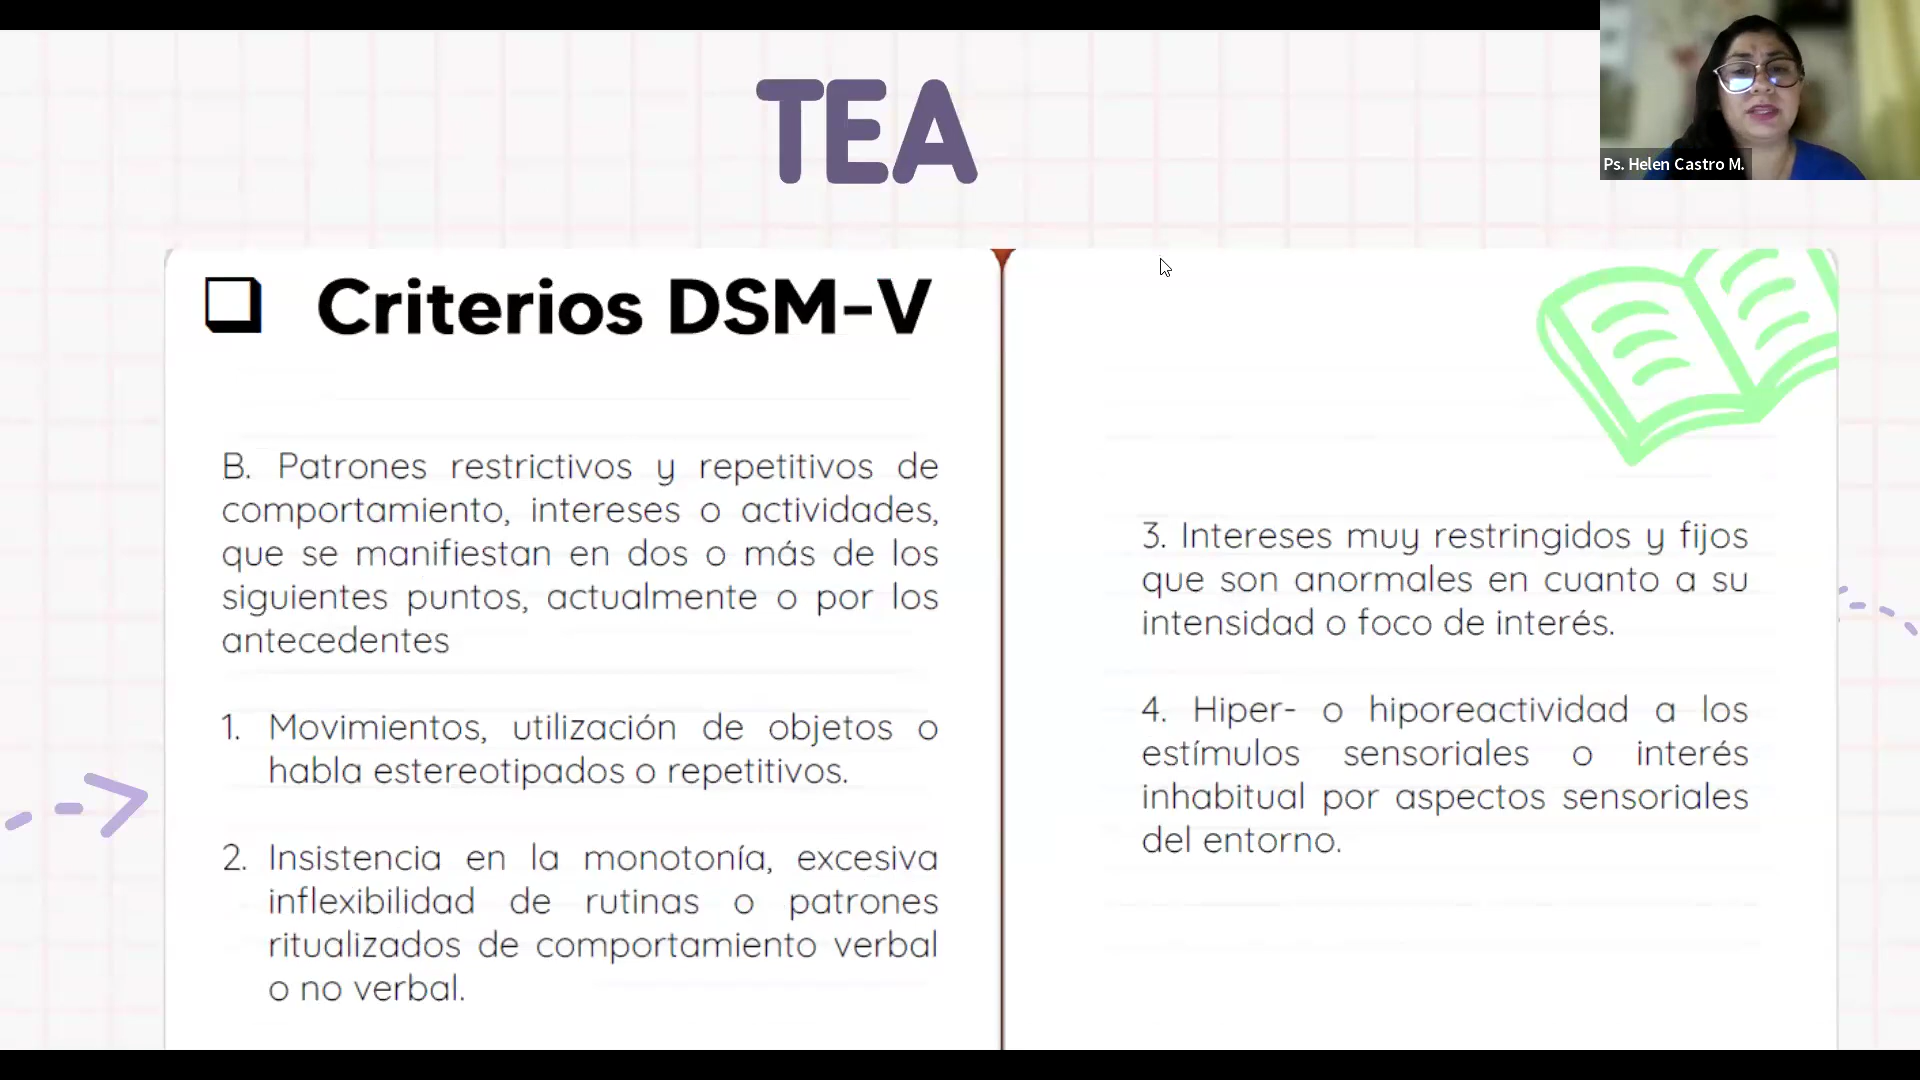 TEA
Ps. Helen Castro M.
Criterios DSM-V
B. Patrones restrictivos y repetitivos de
comportamiento, intereses o actividades,
que se manifiestan en dos o más de los
siguientes puntos, actualmente o por los
antecedentes
1. Movimientos, utilización de objetos o
habla estereotipados o repetitivos.
2. Insistencia en la monotonía, excesiva
inflexibilidad de rutinas o patrones
ritualizados de comportamiento verbal
o no verbal.
3. Intereses muy restringidos y fijos
que son anormales en cuanto a su
intensidad o foco de interés.
4. Hiper- o hiporeactividad a los
estímulos sensoriales o interés
inhabitual por aspectos sensoriales
del entorno.